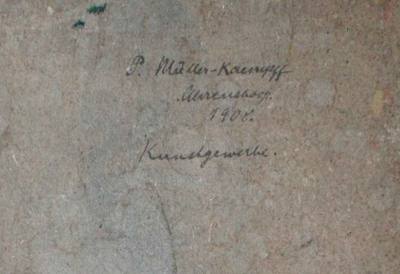 P. Müller-Kaempff
Ahrenshoop.
1900.
Kunstgewerbe.